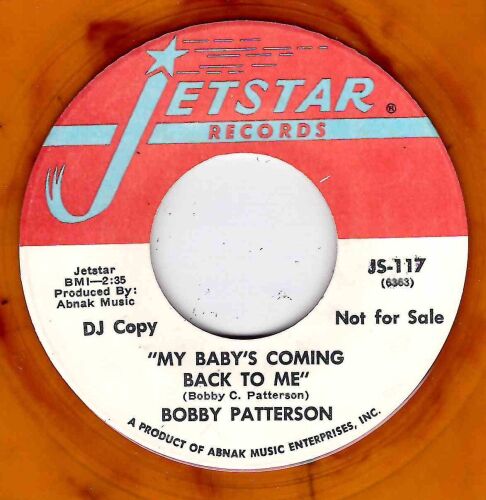 JETSTAR ®
RECORDS
Jetstar
BMI—2:35
Produced By:
Abnak Music
JS-117
(6363)
DJ Copy
Not for Sale
"MY BABY'S COMING
BACK TO ME"
(Bobby C. Patterson)
BOBBY PATTERSON
A PRODUCT OF ABNAK MUSIC ENTERPRISES, INC.